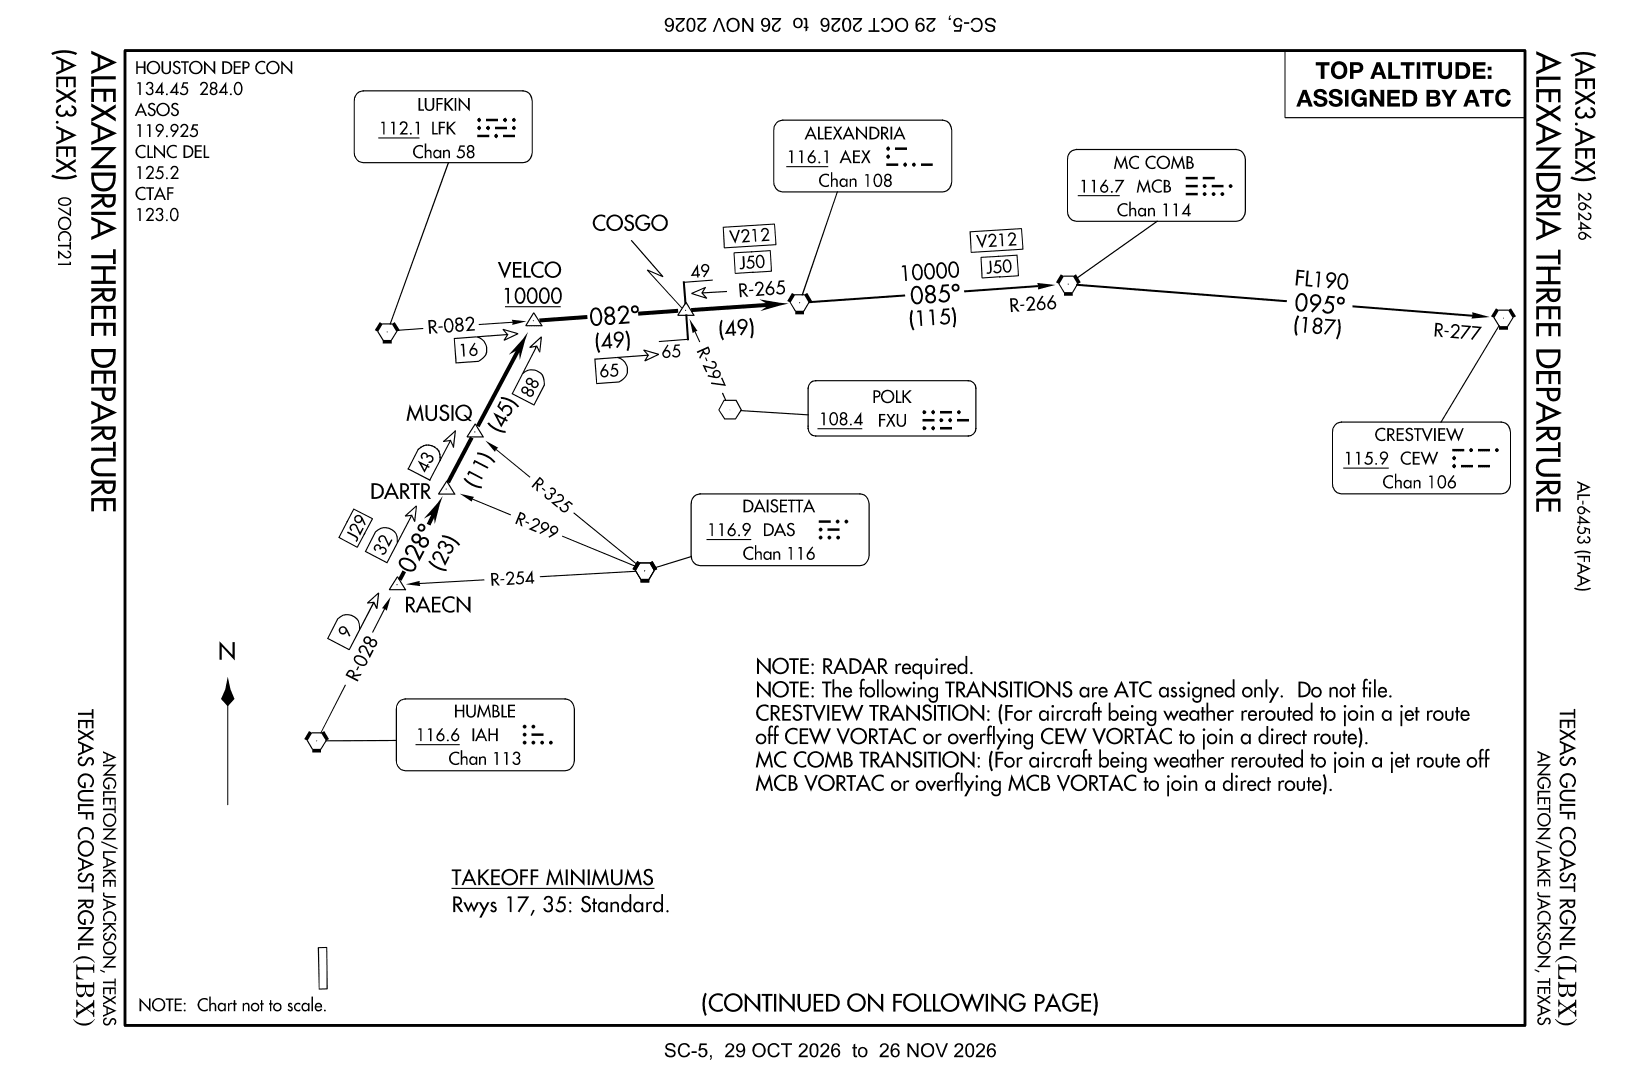 SC-5, 29 OCT 2026 to 26 NOV 2026
(AEX3.AEX) 07OCT21
ALEXANDRIA THREE DEPARTURE
TEXAS GULF COAST RGNL (LBX)
ANGLETON/LAKE JACKSON, TEXAS
HOUSTON DEP CON
134.45 284.0
ASOS
119.925
CLNC DEL
125.2
CTAF
123.0
TOP ALTITUDE:
ASSIGNED BY ATC
LUFKIN
112.1 LFK
Chan 58
ALEXANDRIA
116.1 AEX
Chan 108
MC COMB
116.7 MCB
Chan 114
COSGO
V212
J50
49
R-265
V212
J50
10000
085°
(115)
R-266
FL190
095°
(187)
R-277
VELCO
10000
R-082
16
082°
(49)
(49)
65
65
R-297
POLK
108.4 FXU
CRESTVIEW
115.9 CEW
Chan 106
88
(45)
MUSIQ
43
(11)
DARTR
J29
32
028°
(23)
R-325
R-299
R-254
DAISETTA
116.9 DAS
Chan 116
RAECN
9
R-028
N
HUMBLE
116.6 IAH
Chan 113
NOTE: RADAR required.
NOTE: The following TRANSITIONS are ATC assigned only. Do not file.
CRESTVIEW TRANSITION: (For aircraft being weather rerouted to join a jet route
off CEW VORTAC or overflying CEW VORTAC to join a direct route).
MC COMB TRANSITION: (For aircraft being weather rerouted to join a jet route off
MCB VORTAC or overflying MCB VORTAC to join a direct route).
TAKEOFF MINIMUMS
Rwys 17, 35: Standard.
NOTE: Chart not to scale.
(CONTINUED ON FOLLOWING PAGE)
(AEX3.AEX) 26246
ALEXANDRIA THREE DEPARTURE
AL-6453 (FAA)
TEXAS GULF COAST RGNL (LBX)
ANGLETON/LAKE JACKSON, TEXAS
SC-5, 29 OCT 2026 to 26 NOV 2026